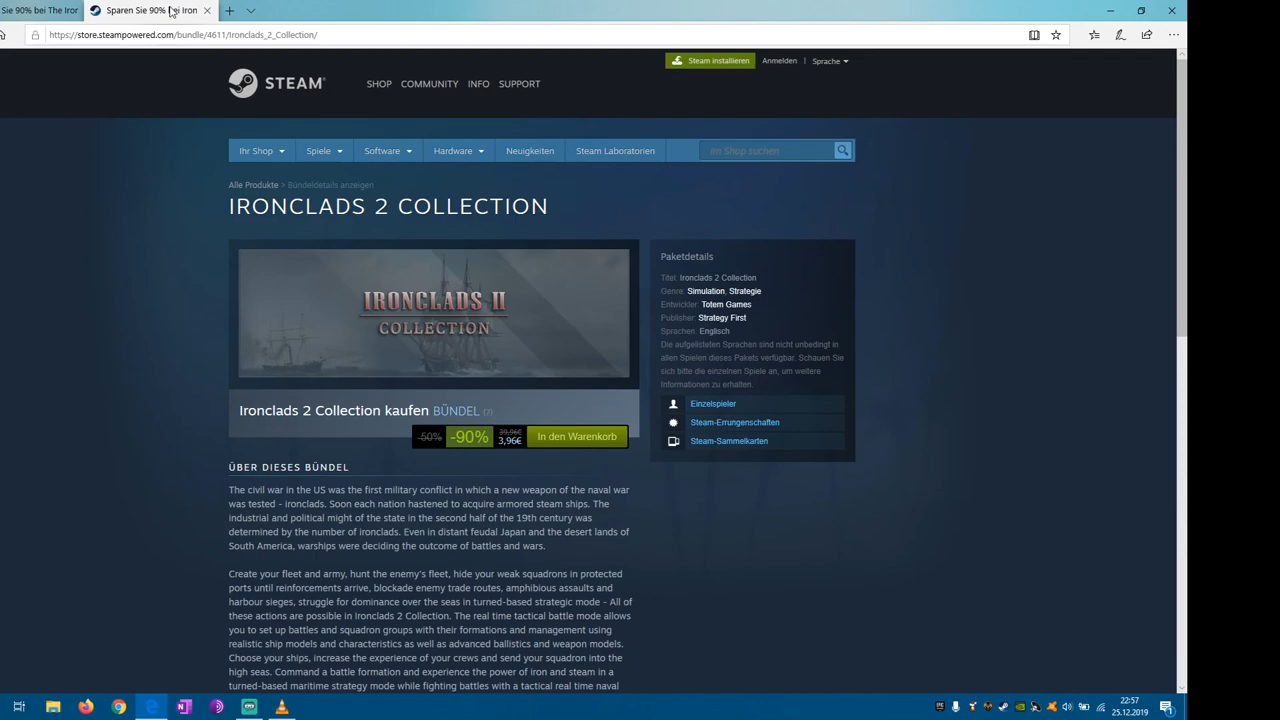 Sie 90% bei The Iror
Sparen Sie 90% bei Iron
https://store.steampowered.com/bundle/4611/Ironclads_2_Collection/
Steam installieren
Anmelden
Sprache
STEAM
SHOP
COMMUNITY
INFO
SUPPORT
Ihr Shop
Spiele
Software
Hardware
Neuigkeiten
Steam Laboratorien
Im Shop suchen
Alle Produkte > Bündeldetails anzeigen
IRONCLADS 2 COLLECTION
IRONCLADS II
COLLECTION
Ironclads 2 Collection kaufen BÜNDEL (?)
-50%
-90%
39,96€
3,96€
In den Warenkorb
Paketdetails
Titel: Ironclads 2 Collection
Genre: Simulation, Strategie
Entwickler: Totem Games
Publisher: Strategy First
Sprachen: Englisch
Die aufgelisteten Sprachen sind nicht unbedingt in
allen Spielen dieses Pakets verfügbar. Schauen Sie
sich bitte die einzelnen Spiele an, um weitere
Informationen zu erhalten.
Einzelspieler
Steam-Errungenschaften
Steam-Sammelkarten
ÜBER DIESES BÜNDEL
The civil war in the US was the first military conflict in which a new weapon of the naval war
was tested - ironclads. Soon each nation hastened to acquire armored steam ships. The
industrial and political might of the state in the second half of the 19th century was
determined by the number of ironclads. Even in distant feudal Japan and the desert lands of
South America, warships were deciding the outcome of battles and wars.
Create your fleet and army, hunt the enemy's fleet, hide your weak squadrons in protected
ports until reinforcements arrive, blockade enemy trade routes, amphibious assaults and
harbour sieges, struggle for dominance over the seas in turned-based strategic mode - All of
these actions are possible in Ironclads 2 Collection. The real time tactical battle mode allows
you to set up battles and squadron groups with their formations and management using
realistic ship models and characteristics as well as advanced ballistics and weapon models.
Choose your ships, increase the experience of your crews and send your squadron into the
high seas. Command a battle formation and experience the power of iron and steam in a
turned-based maritime strategy mode while fighting battles with a tactical real time naval
22:57
25.12.2019